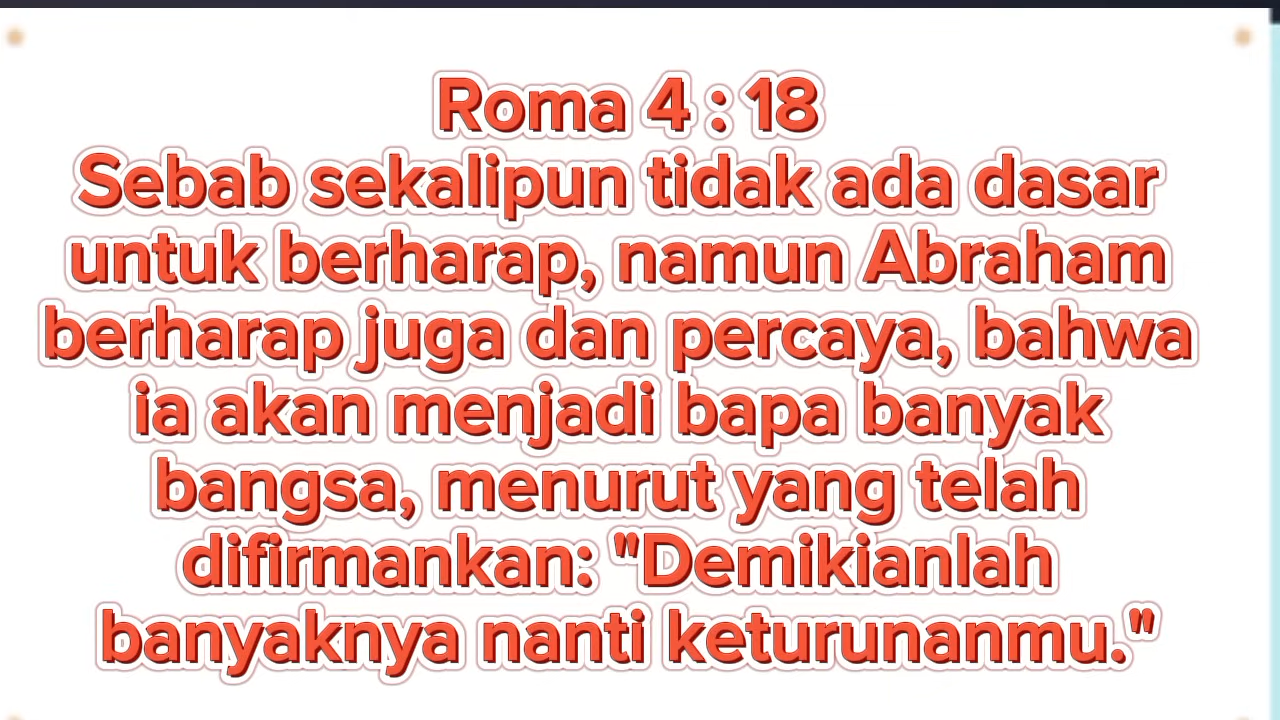 Roma 4 : 18
Sebab sekalipun tidak ada dasar
untuk berharap, namun Abraham
berharap juga dan percaya, bahwa
ia akan menjadi bapa banyak
bangsa, menurut yang telah
difirmankan: "Demikianlah
banyaknya nanti keturunanmu."